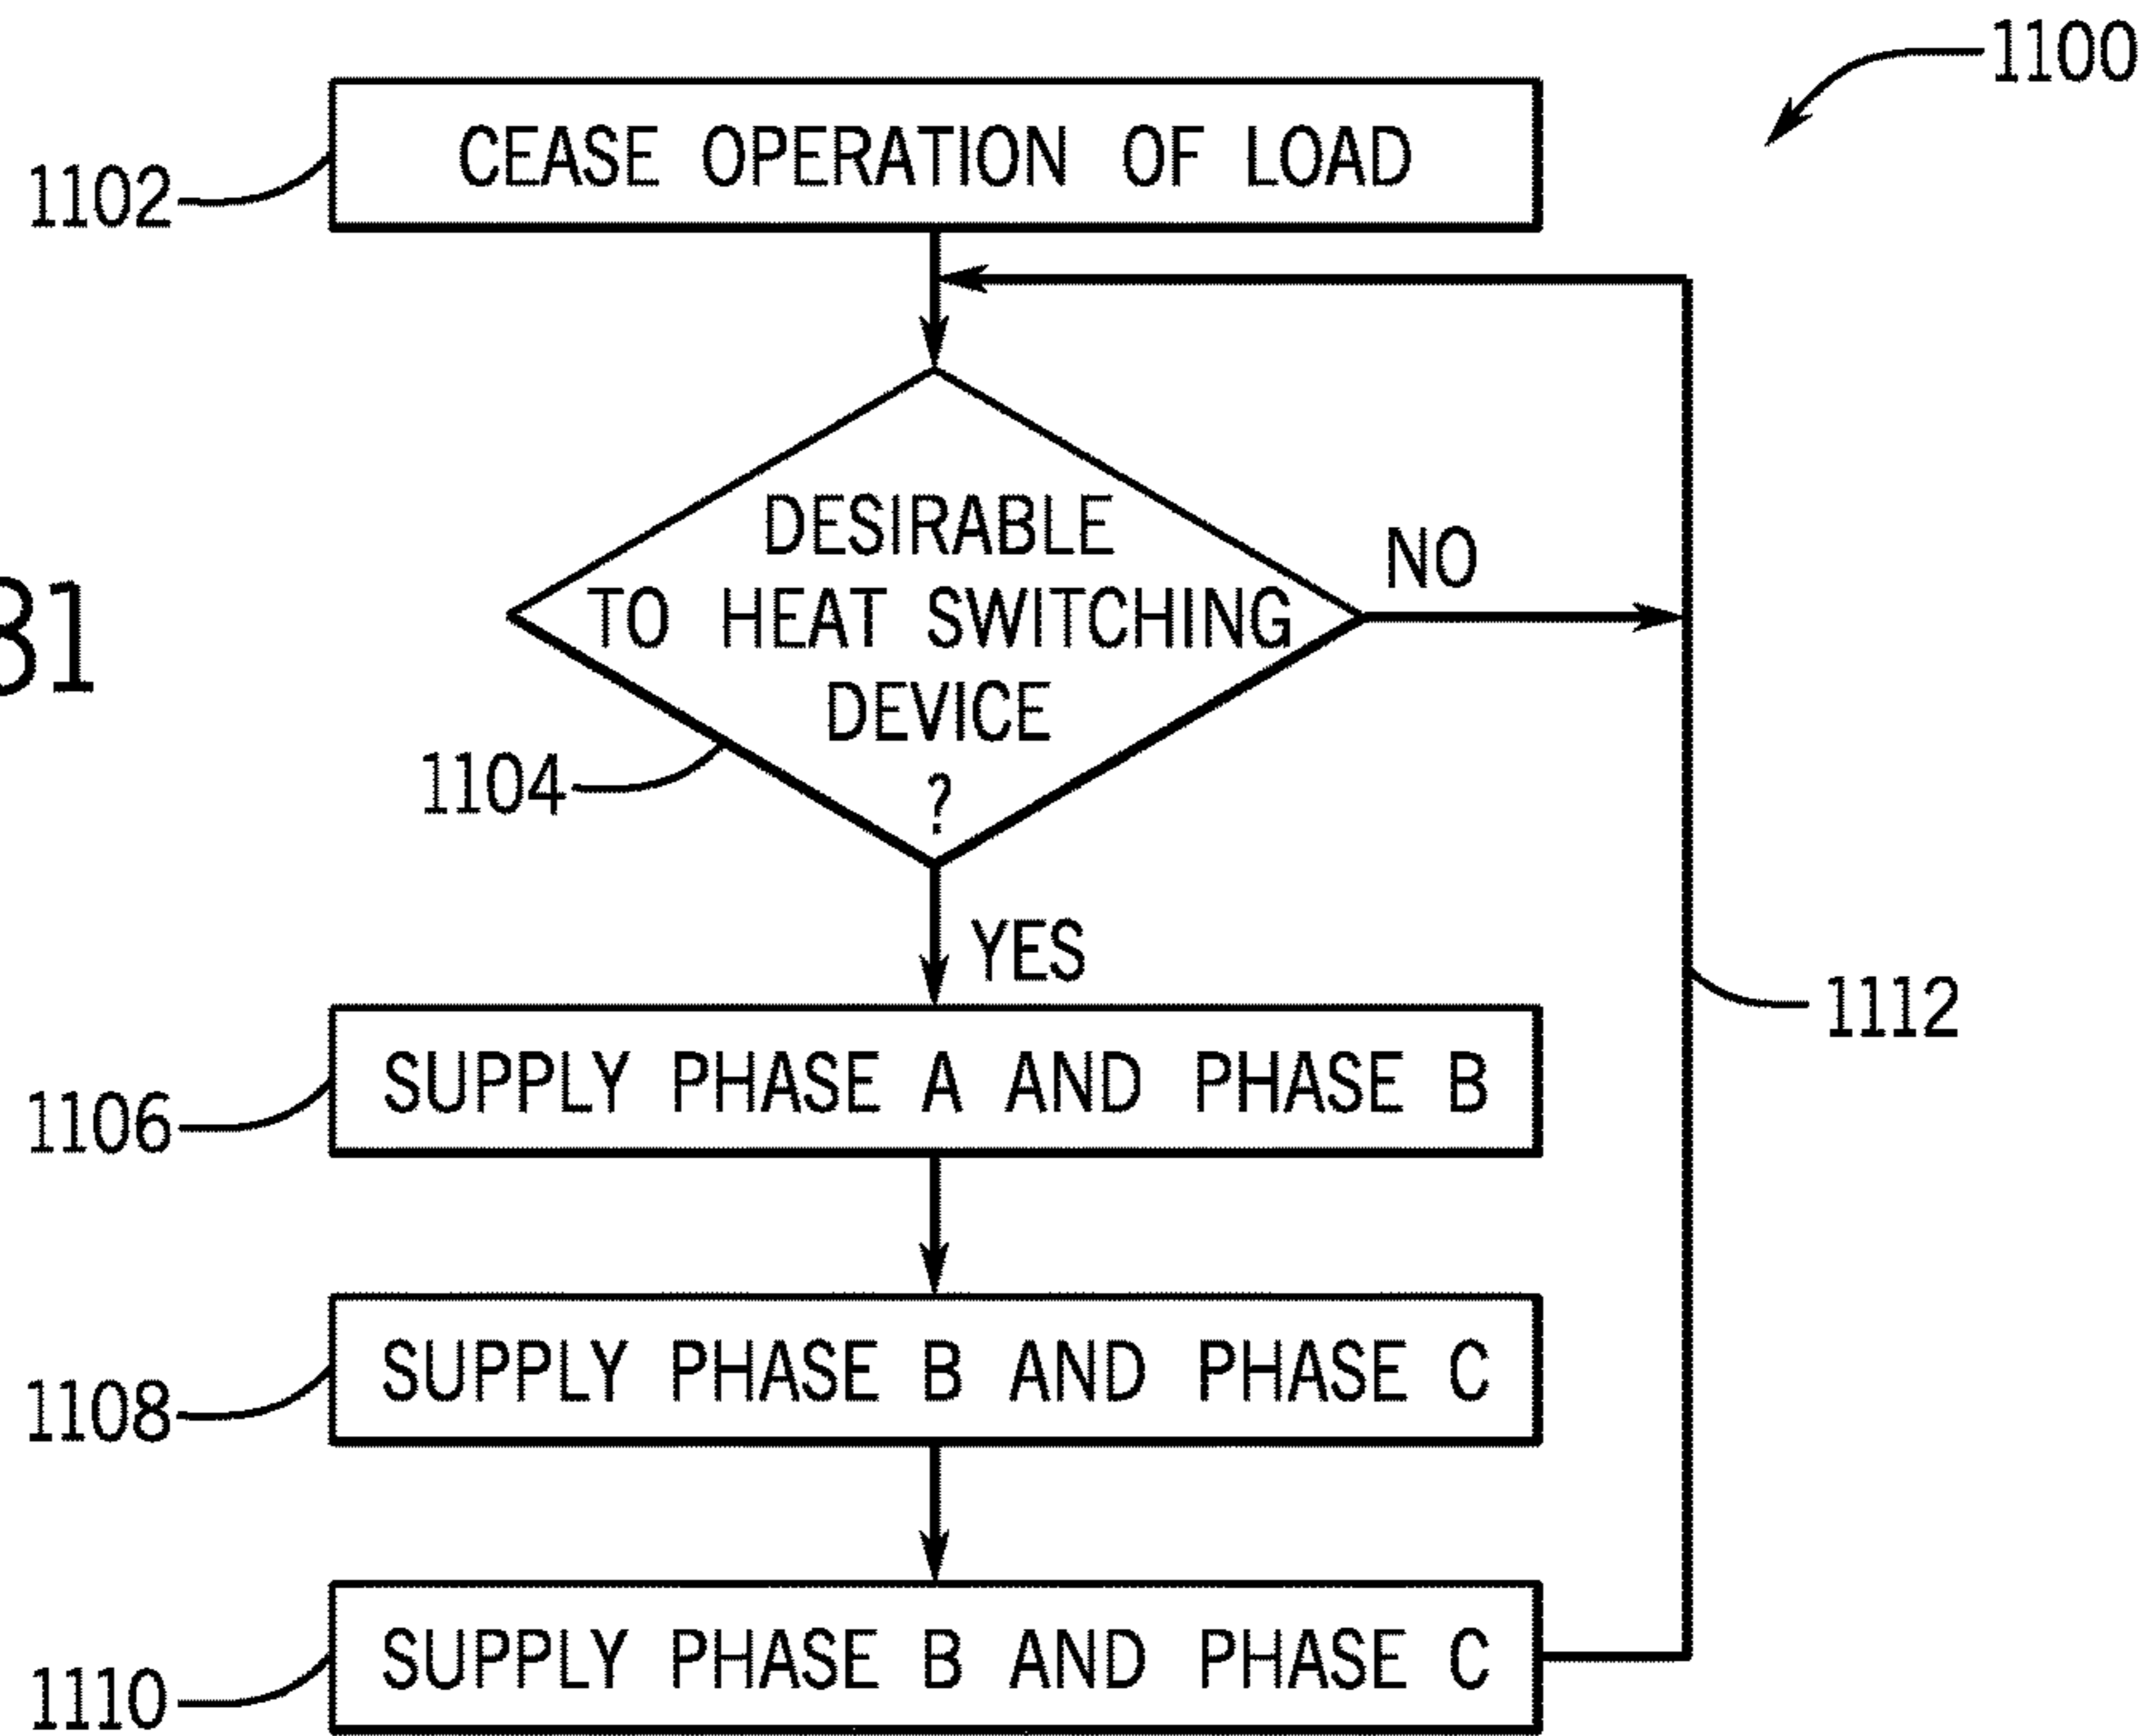 1100
CEASE OPERATION OF LOAD
1102
DESIRABLE
TO HEAT SWITCHING
DEVICE
?
NO
31
1104
YES
1112
SUPPLY PHASE A AND PHASE B
1106
SUPPLY PHASE B AND PHASE C
1108
SUPPLY PHASE B AND PHASE C
1110